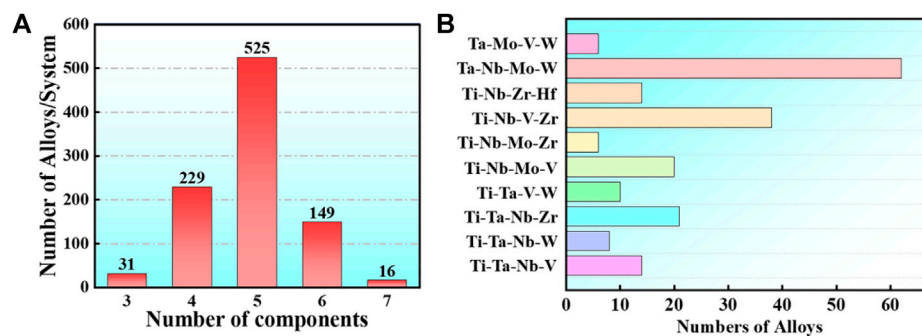 A
Number of Alloys/System
600
500
400
300
200
100
0
31
229
525
149
16
3 4 5 6 7
Number of components
B
Ta-Mo-V-W
Ta-Nb-Mo-W
Ti-Nb-Zr-Hf
Ti-Nb-V-Zr
Ti-Nb-Mo-Zr
Ti-Nb-Mo-V
Ti-Ta-V-W
Ti-Ta-Nb-Zr
Ti-Ta-Nb-W
Ti-Ta-Nb-V
0 10 20 30 40 50 60
Numbers of Alloys